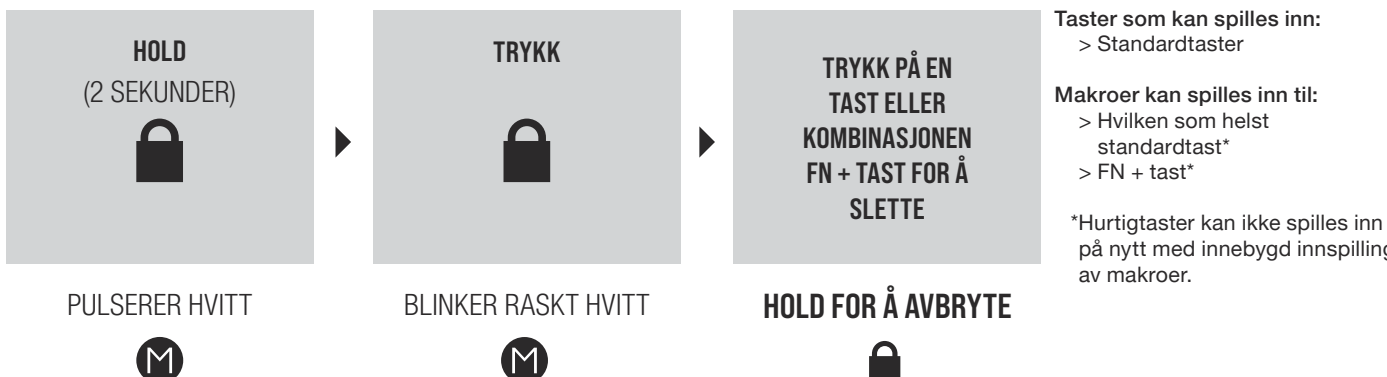 HOLD
(2 SEKUNDER)
PULSERER HVITT
M
TRYKK
BLINKER RASKT HVITT
M
TRYKK PÅ EN
TAST ELLER
KOMBINASJONEN
FN + TAST FOR Å
SLETTE
HOLD FOR Å AVBRYTE
Taster som kan spilles inn:
> Standardtaster
Makroer kan spilles inn til:
> Hvilken som helst
standardtast*
> FN + tast*
*Hurtigtaster kan ikke spilles inn
på nytt med innebygd innspilling
av makroer.